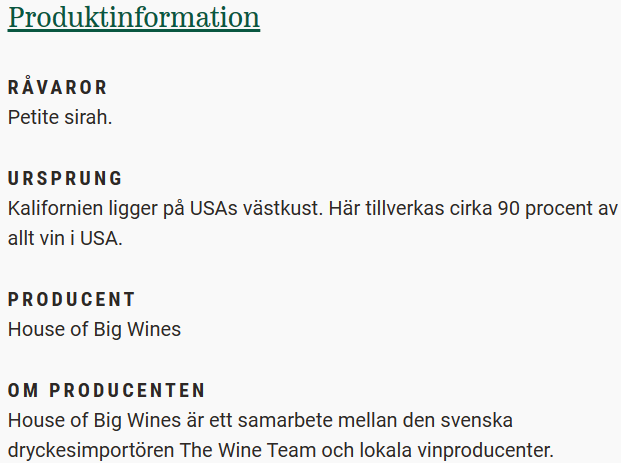 Produktinformation
RÅVAROR
Petite sirah.
URSPRUNG
Kalifornien ligger på USAs västkust. Här tillverkas cirka 90 procent av
allt vin i USA.
PRODUCENT
House of Big Wines
OM PRODUCENTEN
House of Big Wines är ett samarbete mellan den svenska
dryckesimportören The Wine Team och lokala vinproducenter.